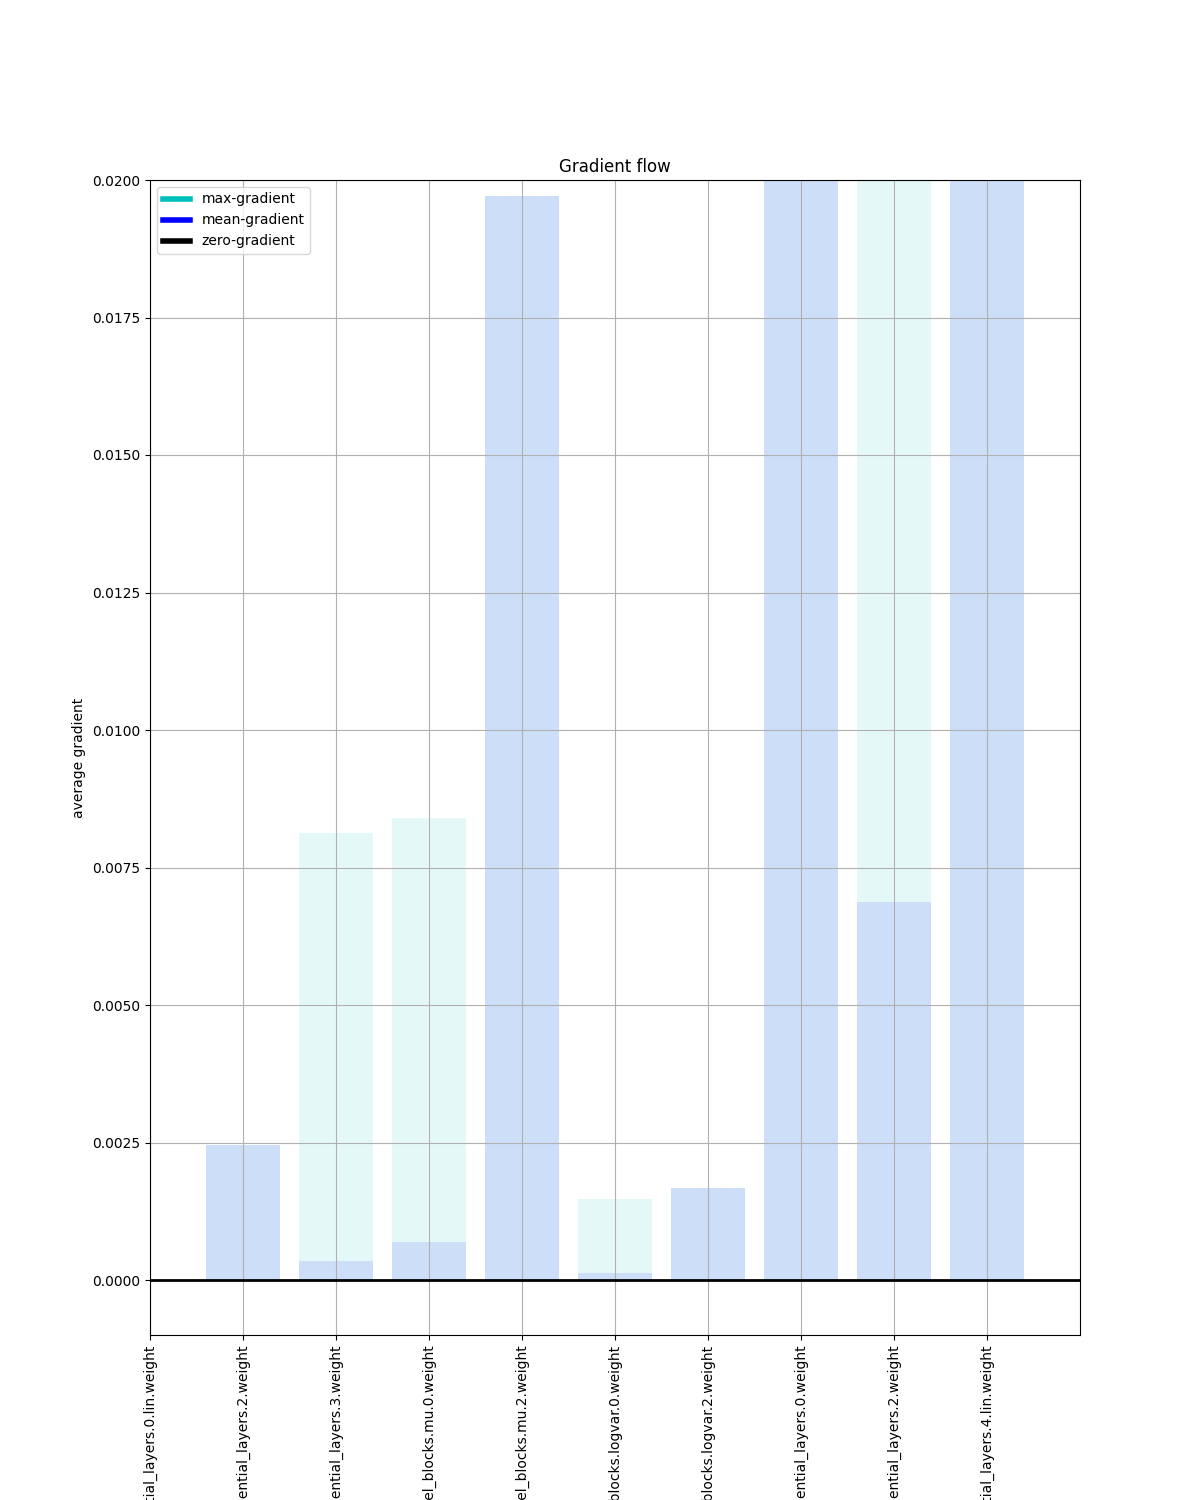 Gradient flow
max-gradient
mean-gradient
zero-gradient
0.0200
0.0175
0.0150
0.0125
0.0100
0.0075
0.0050
0.0025
0.0000
average gradient
tial_layers.0.lin.weight
ential_layers.2.weight
ential_layers.3.weight
el_blocks.mu.0.weight
el_blocks.mu.2.weight
blocks.logvar.0.weight
blocks.logvar.2.weight
ential_layers.0.weight
ential_layers.2.weight
tial_layers.4.lin.weight